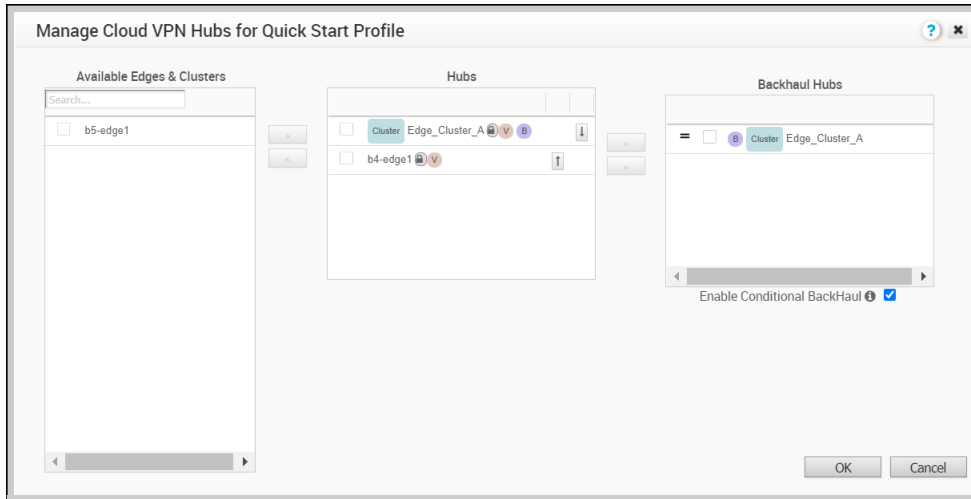 Manage Cloud VPN Hubs for Quick Start Profile
?
Available Edges & Clusters
Search...
b5-edge1
>
<
Hubs
Cluster Edge_Cluster_A V B
b4-edge1 V
>
<
Backhaul Hubs
B Cluster Edge_Cluster_A
Enable Conditional BackHaul
OK
Cancel